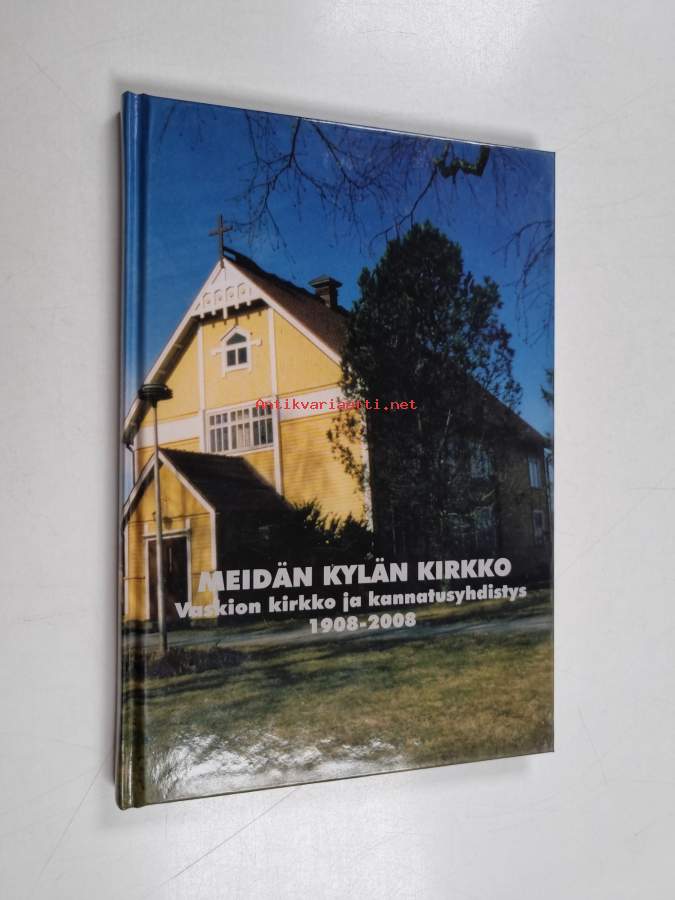 Antikvariaatti.net
MEIDÄN KYLÄN KIRKKO
Vaskion kirkko ja kannatusyhdistys
1908-2008